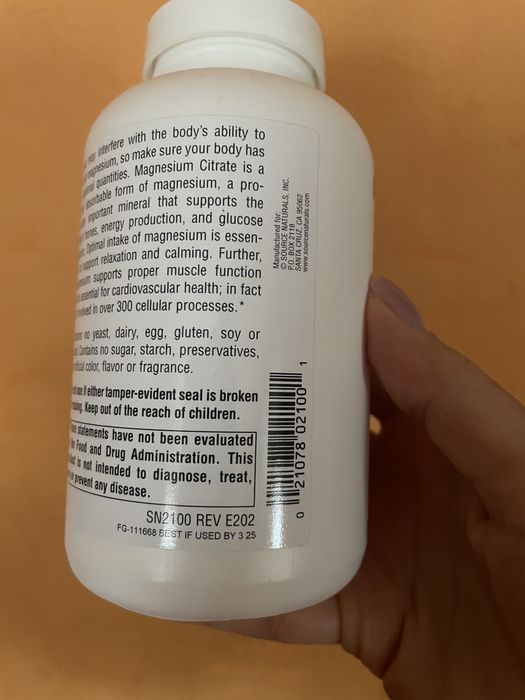 may interfere with the body's ability to
magnesium, so make sure your body has
quantities. Magnesium Citrate is a
absorbable form of magnesium, a pro-
important mineral that supports the
bones, energy production, and glucose
Optimal intake of magnesium is essen-
support relaxation and calming. Further,
supports proper muscle function
essential for cardiovascular health; in fact
involved in over 300 cellular processes.*
no yeast, dairy, egg, gluten, soy or
Contains no sugar, starch, preservatives,
color, flavor or fragrance.
if either tamper-evident seal is broken
Keep out of the reach of children.
statements have not been evaluated
Food and Drug Administration. This
is not intended to diagnose, treat,
prevent any disease.
SN2100 REV E202
FG-111668 BEST IF USED BY 3 25
Manufactured for:
© SOURCE NATURALS, INC.
P.O. BOX 2118
SANTA CRUZ, CA 95062
www.sourcenaturals.com
0 21078 02100 1